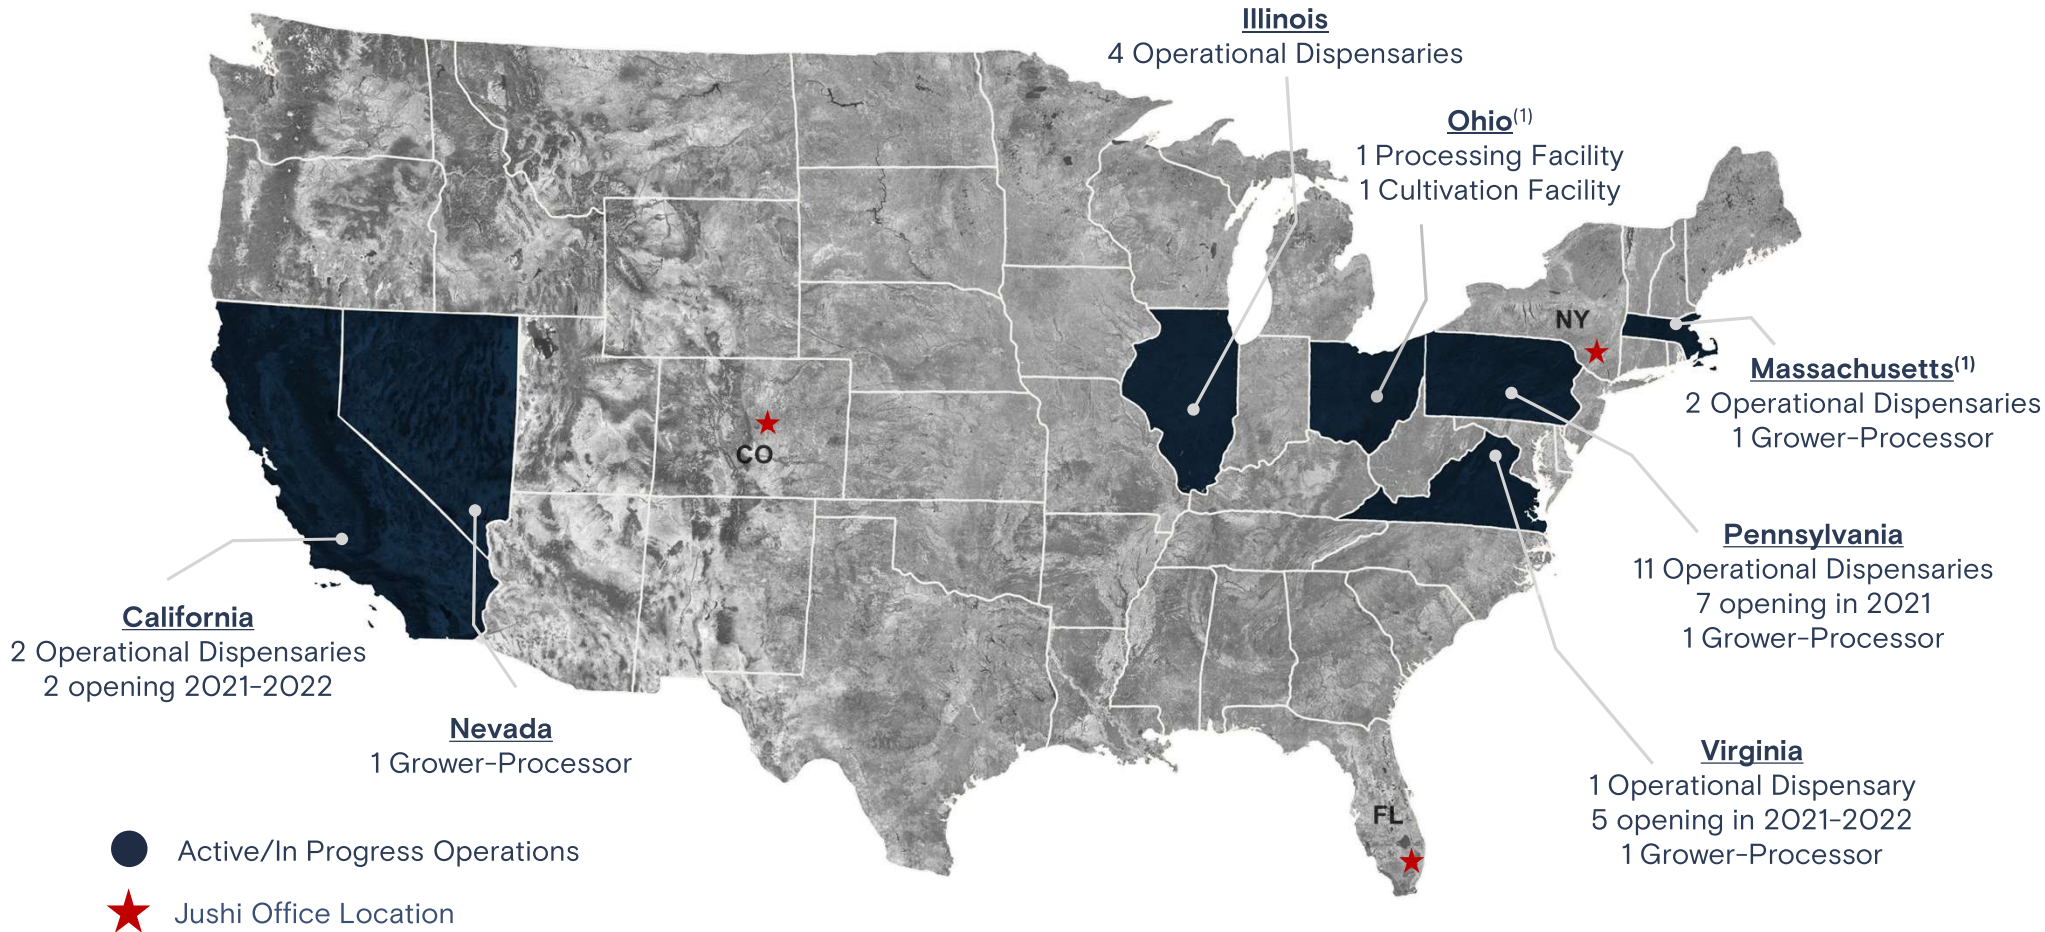 Illinois
4 Operational Dispensaries
Ohio(1)
1 Processing Facility
1 Cultivation Facility
NY
Massachusetts(1)
2 Operational Dispensaries
1 Grower-Processor
CO
Pennsylvania
11 Operational Dispensaries
7 opening in 2021
1 Grower-Processor
California
2 Operational Dispensaries
2 opening 2021-2022
Nevada
1 Grower-Processor
Virginia
1 Operational Dispensary
5 opening in 2021-2022
1 Grower-Processor
FL
Active/In Progress Operations
Jushi Office Location